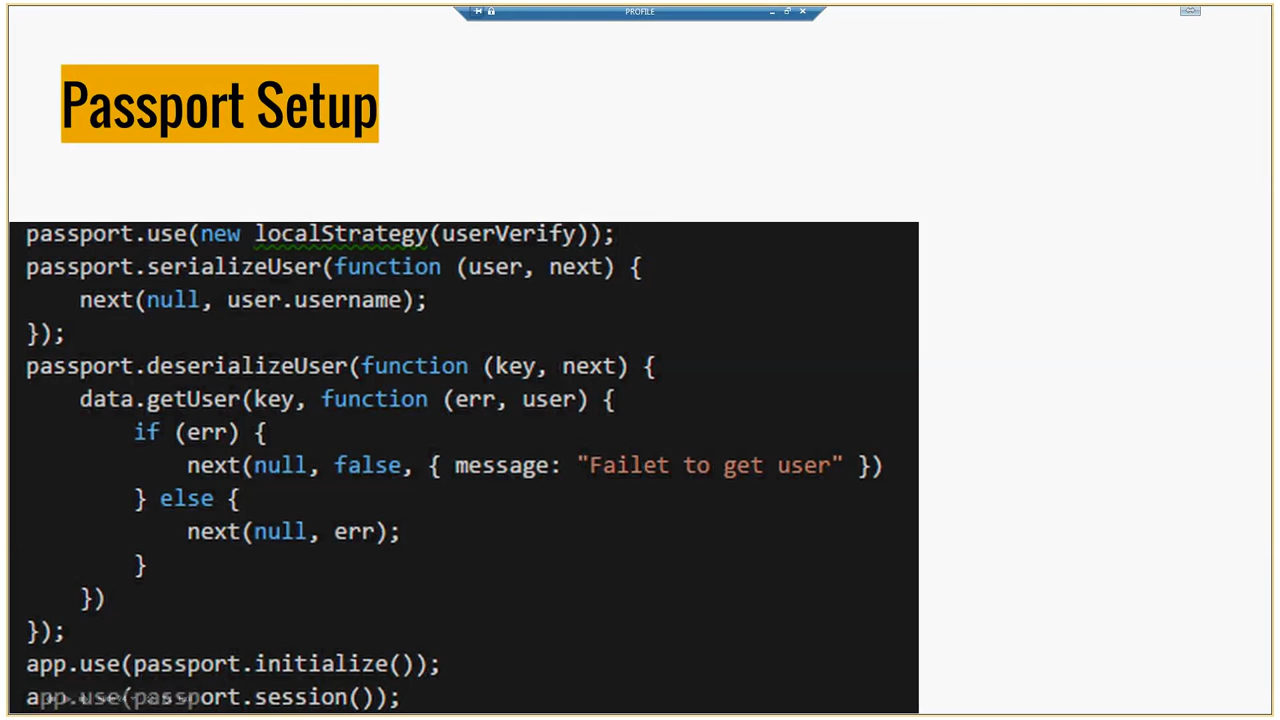 PROFILE
Passport Setup
passport.use(new localStrategy(userVerify));
passport.serializeUser(function (user, next) {
    next(null, user.username);
});
passport.deserializeUser(function (key, next) {
    data.getUser(key, function (err, user) {
        if (err) {
            next(null, false, { message: "Failet to get user" })
        } else {
            next(null, err);
        }
    })
});
app.use(passport.initialize());
app.use(passport.session());